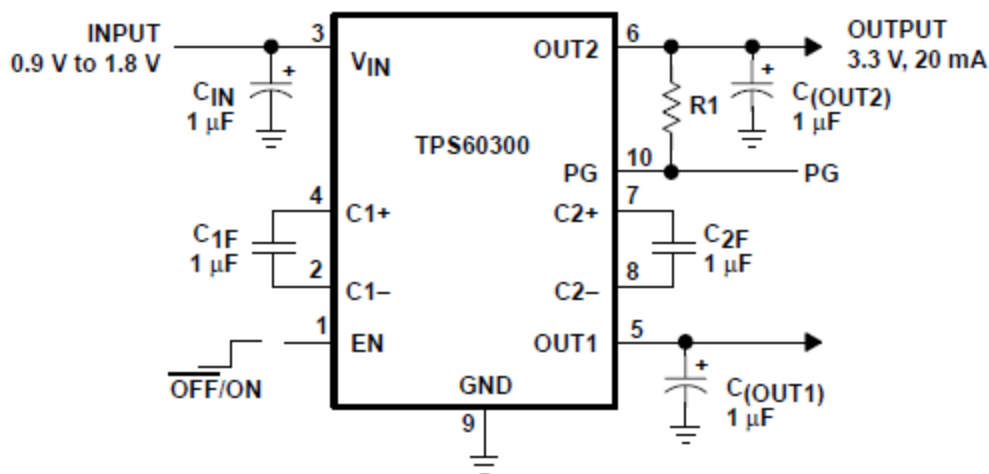 INPUT
0.9 V to 1.8 V
CIN
1 µF
3
VIN
OUT2
6
OUTPUT
3.3 V, 20 mA
+
+
R1
C(OUT2)
1 µF
TPS60300
PG
10
PG
4
C1+
C2+
7
C1F
1 µF
C2F
1 µF
2
C1–
C2–
8
1
EN
OUT1
5
OFF/ON
GND
9
+
C(OUT1)
1 µF